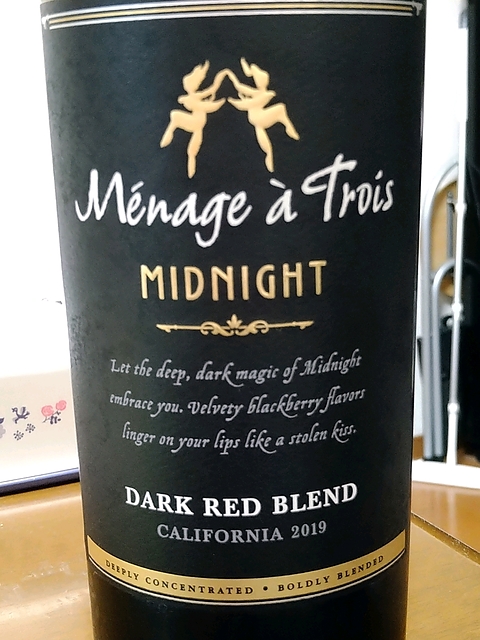 Ménage à Trois
MIDNIGHT
Let the deep, dark magic of Midnight
embrace you. Velvety blackberry flavors
linger on your lips like a stolen kiss.
DARK RED BLEND
CALIFORNIA 2019
DEEPLY CONCENTRATED • BOLDLY BLENDED